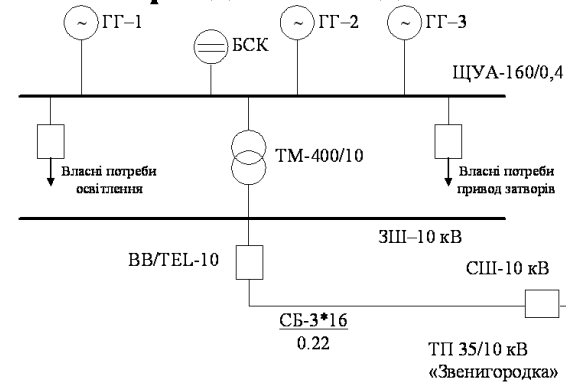 ГГ–1
БСК
ГГ–2
ГГ–3
ЩУА-160/0,4
Власні потреби
освітлення
ТМ-400/10
Власні потреби
привод затворів
ЗШ–10 кВ
ВВ/TEL-10
СШ-10 кВ
СБ-3*16
0.22
ТП 35/10 кВ
«Звенигородка»